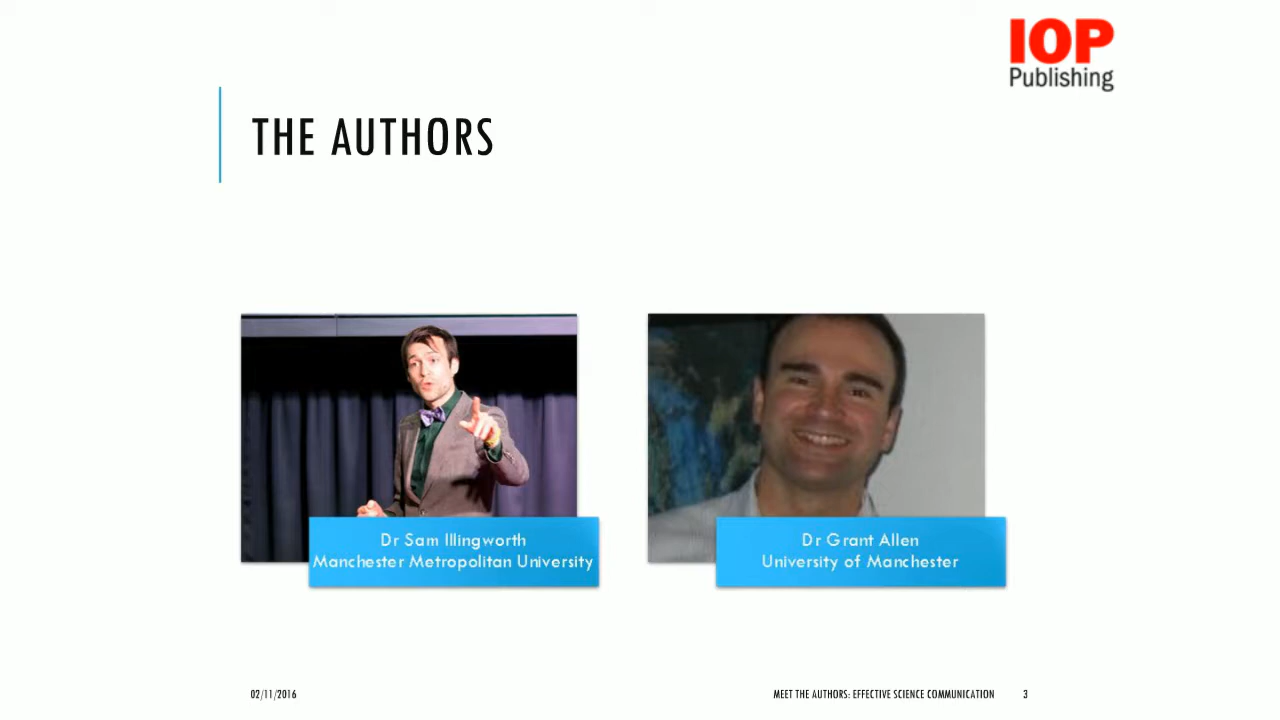 IOP
Publishing
THE AUTHORS
Dr Sam Illingworth
Manchester Metropolitan University
Dr Grant Allen
University of Manchester
02/11/2016
MEET THE AUTHORS: EFFECTIVE SCIENCE COMMUNICATION
3